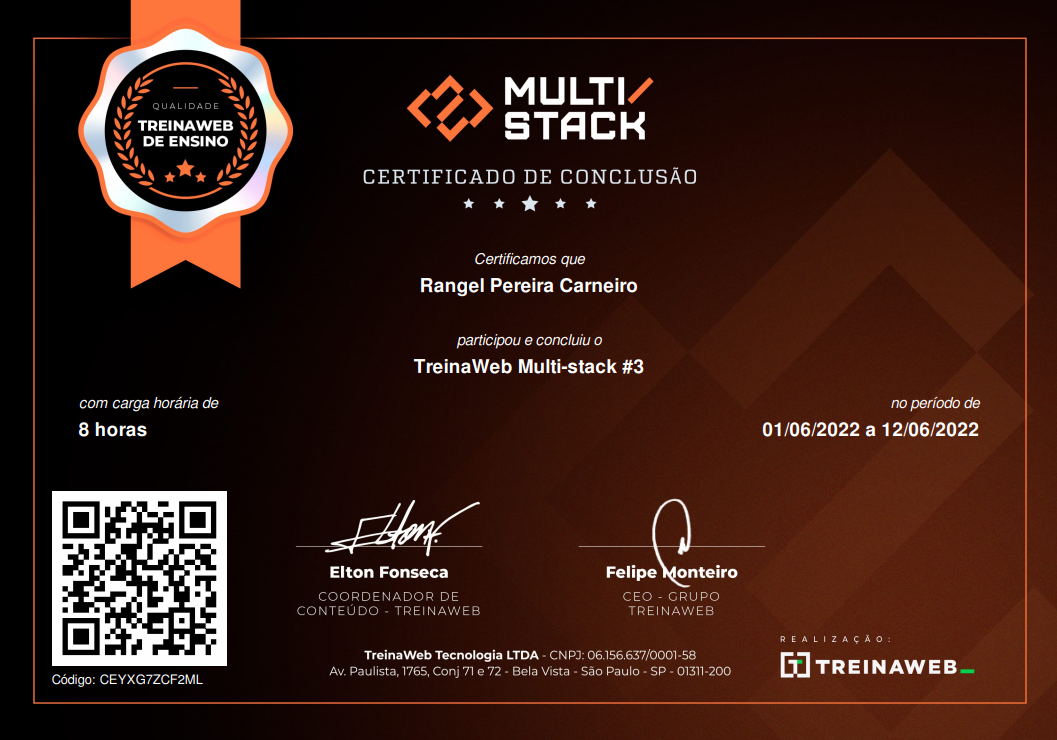 QUALIDADE
TREINAWEB
DE ENSINO
MULTI/
STACK
CERTIFICADO DE CONCLUSÃO
Certificamos que
Rangel Pereira Carneiro
participou e concluiu o
TreinaWeb Multi-stack #3
com carga horária de
8 horas
no período de
01/06/2022 a 12/06/2022
Elton F.
Elton Fonseca
COORDENADOR DE
CONTEÚDO - TREINAWEB
Felipe Monteiro
CEO - GRUPO
TREINAWEB
TreinaWeb Tecnologia LTDA - CNPJ: 06.156.637/0001-58
Av. Paulista, 1765, Conj 71 e 72 - Bela Vista - São Paulo - SP - 01311-200
REALIZAÇÃO:
TREINAWEB_
Código: CEYXG7ZCF2ML